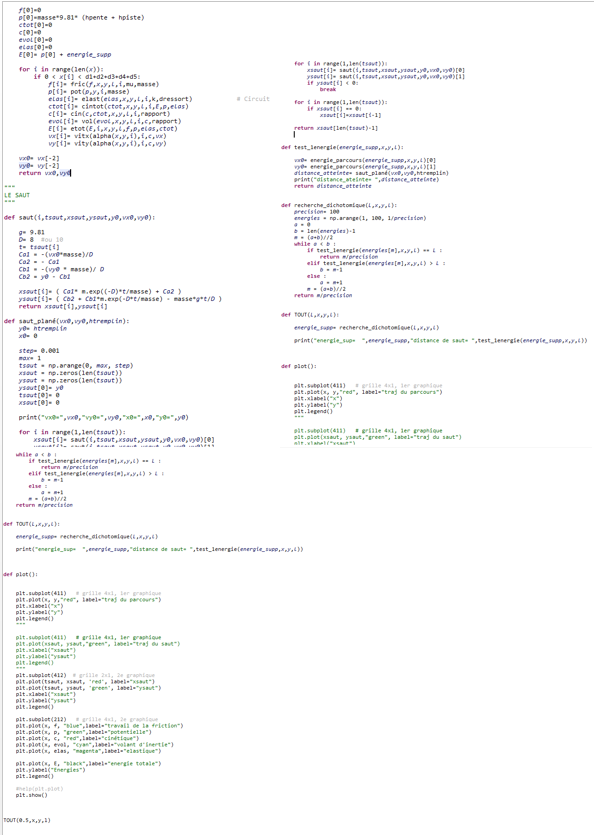 f[0]=0
p[0]=masse*9.81* (hpente + hpiste)
ctot[0]=0
c[0]=0
evol[0]=0
elas[0]=0
E[0]= p[0] + energie_supp
for i in range(len(x)):
if 0 < x[i] < d1+d2+d3+d4+d5:
f[i]= fric(f,x,y,i,mu,masse)
p[i]= pot(p,y,i,masse)
elas[i]= elast(elas,x,y,i,i,k,dressort) # Circuit
ctot[i]= cintot(ctot,x,y,i,i,E,p,elas)
c[i]= cin(c,ctot,x,y,i,i,rapport)
evol[i]= vol(evol,x,y,i,i,c,rapport)
E[i]= etot(E,i,x,y,i,f,p,elas,ctot)
vx[i]= vitx(alpha(x,y,i),i,c,vx)
vy[i]= vity(alpha(x,y,i),i,c,vy)
vx0= vx[-2]
vy0= vy[-2]
return vx0,vy0
"""
LE SAUT
"""
def saut(i,tsaut,xsaut,ysaut,y0,vx0,vy0):
g= 9.81
D= 8 #ou 10
t= tsaut[i]
Ca1 = -(vx0*masse)/D
Ca2 = - Ca1
Cb1 = -(vy0 * masse)/ D
Cb2 = y0 - Cb1
xsaut[i]= ( Ca1* m.exp((-D)*t/masse) + Ca2 )
ysaut[i]= ( Cb2 + Cb1*m.exp(-D*t/masse) - masse*g*t/D )
return xsaut[i],ysaut[i]
def saut_plané(vx0,vy0,htremplin):
y0= htremplin
x0= 0
step= 0.001
max= 1
tsaut = np.arange(0, max, step)
xsaut = np.zeros(len(tsaut))
ysaut = np.zeros(len(tsaut))
ysaut[0]= y0
tsaut[0]= 0
xsaut[0]= 0
print("vx0=",vx0,"vy0=",vy0,"x0=",x0,"y0=",y0)
for i in range(1,len(tsaut)):
xsaut[i]= saut(i,tsaut,xsaut,ysaut,y0,vx0,vy0)[0]
for i in range(1,len(tsaut)):
xsaut[i]= saut(i,tsaut,xsaut,ysaut,y0,vx0,vy0)[0]
ysaut[i]= saut(i,tsaut,xsaut,ysaut,y0,vx0,vy0)[1]
if ysaut[i] < 0:
break
for i in range(1,len(tsaut)):
if xsaut[i] == 0:
xsaut[i]=xsaut[i-1]
return xsaut[len(tsaut)-1]
def test_lenergie(energie_supp,x,y,i):
vx0= energie_parcours(energie_supp,x,y,i)[0]
vy0= energie_parcours(energie_supp,x,y,i)[1]
distance_atteinte= saut_plané(vx0,vy0,htremplin)
print("distance_atteinte= ",distance_atteinte)
return distance_atteinte
def recherche_dichotomique(L,x,y,i):
precision= 100
energies = np.arange(1, 100, 1/precision)
a = 0
b = len(energies)-1
m = (a+b)//2
while a < b :
if test_lenergie(energies[m],x,y,i) == L :
return m/precision
elif test_lenergie(energies[m],x,y,i) > L :
b = m-1
else :
a = m+1
m = (a+b)//2
return m/precision
def TOUT(L,x,y,i):
energie_supp= recherche_dichotomique(L,x,y,i)
print("energie_sup= ",energie_supp,"distance de saut= ",test_lenergie(energie_supp,x,y,i))
def plot():
plt.subplot(411) # grille 4x1, 1er graphique
plt.plot(x, y,"red", label="traj du parcours")
plt.xlabel("x")
plt.ylabel("y")
plt.legend()
"""
plt.subplot(411) # grille 4x1, 1er graphique
plt.plot(xsaut, ysaut,"green", label="traj du saut")
plt.xlabel("xsaut")
while a < b :
if test_lenergie(energies[m],x,y,i) == L :
return m/precision
elif test_lenergie(energies[m],x,y,i) > L :
b = m-1
else :
a = m+1
m = (a+b)//2
return m/precision
def TOUT(L,x,y,i):
energie_supp= recherche_dichotomique(L,x,y,i)
print("energie_sup= ",energie_supp,"distance de saut= ",test_lenergie(energie_supp,x,y,i))
def plot():
plt.subplot(411) # grille 4x1, 1er graphique
plt.plot(x, y,"red", label="traj du parcours")
plt.xlabel("x")
plt.ylabel("y")
plt.legend()
"""
plt.subplot(411) # grille 4x1, 1er graphique
plt.plot(xsaut, ysaut,"green", label="traj du saut")
plt.xlabel("xsaut")
plt.ylabel("ysaut")
plt.legend()
"""
plt.subplot(412) # grille 2x1, 2e graphique
plt.plot(tsaut, xsaut, 'red', label="xsaut")
plt.plot(tsaut, ysaut, 'green', label="ysaut")
plt.xlabel("xsaut")
plt.ylabel("ysaut")
plt.legend()
plt.subplot(212) # grille 4x1, 2e graphique
plt.plot(x, f, "blue",label="travail de la friction")
plt.plot(x, p, "green",label="potentielle")
plt.plot(x, c, "red",label="cinétique")
plt.plot(x, evol, "cyan",label="volant d'inertie")
plt.plot(x, elas, "magenta",label="elastique")
plt.plot(x, E, "black",label="energie totale")
plt.ylabel("Energies")
plt.legend()
#help(plt.plot)
plt.show()
TOUT(0.5,x,y,i)